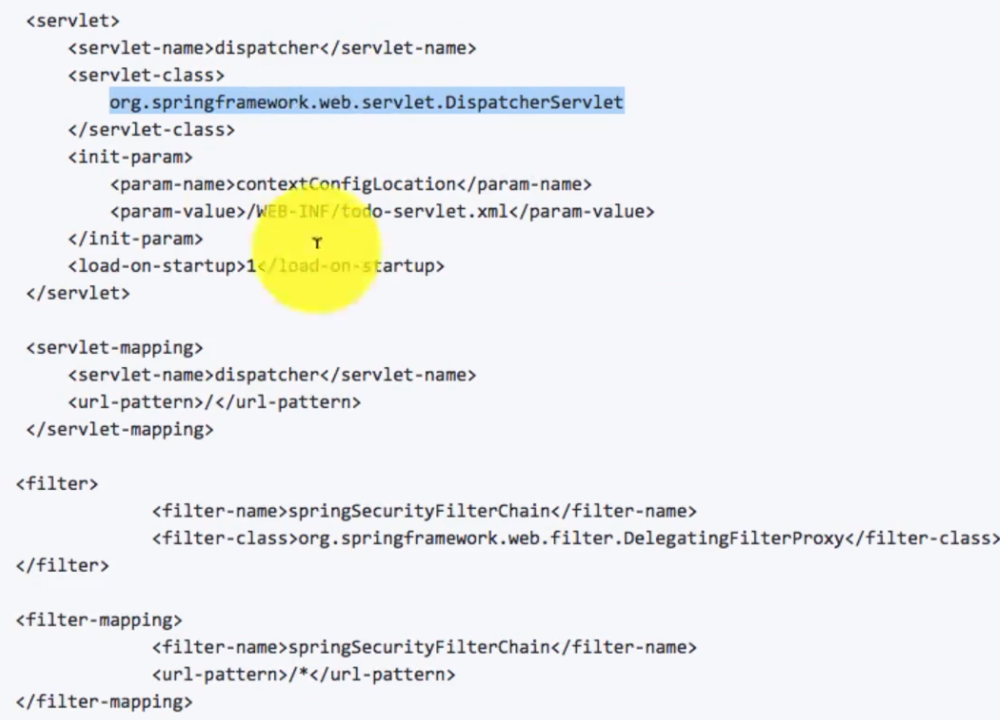 <servlet>
<servlet-name>dispatcher</servlet-name>
<servlet-class>
org.springframework.web.servlet.DispatcherServlet
</servlet-class>
<init-param>
<param-name>contextConfigLocation</param-name>
<param-value>/WEB-INF/todo-servlet.xml</param-value>
</init-param>
<load-on-startup>1</load-on-startup>
</servlet>
<servlet-mapping>
<servlet-name>dispatcher</servlet-name>
<url-pattern>/</url-pattern>
</servlet-mapping>
<filter>
<filter-name>springSecurityFilterChain</filter-name>
<filter-class>org.springframework.web.filter.DelegatingFilterProxy</filter-class>
</filter>
<filter-mapping>
<filter-name>springSecurityFilterChain</filter-name>
<url-pattern>/*</url-pattern>
</filter-mapping>